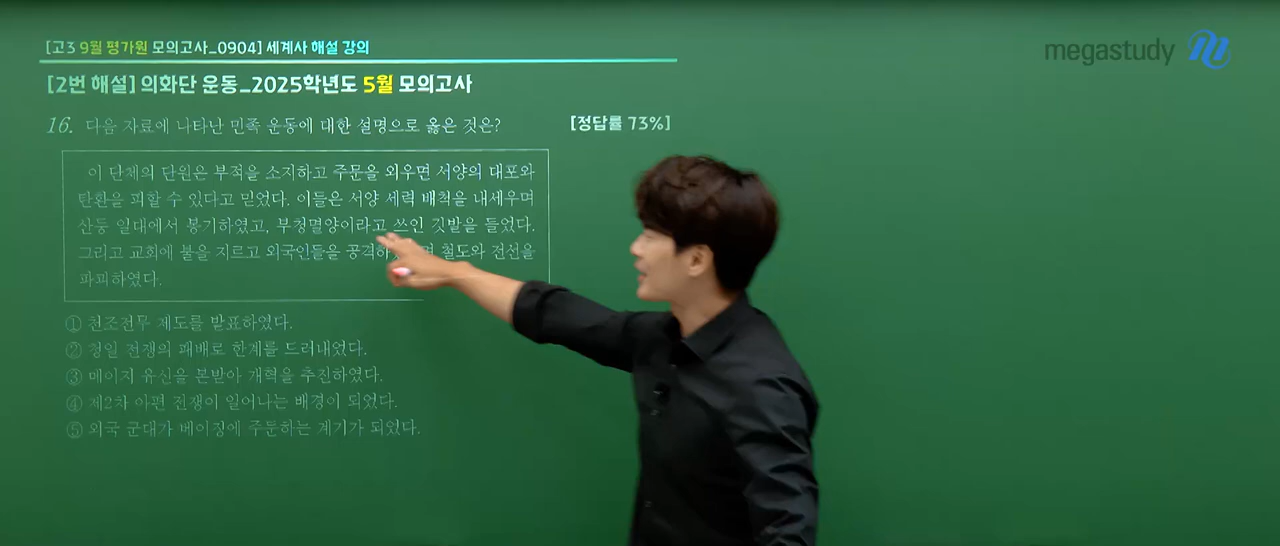 [고3 9월 평가원 모의고사_0904] 세계사 해설 강의
megastudy
[2번 해설] 의화단 운동_2025학년도 5월 모의고사
16. 다음 자료에 나타난 민족 운동에 대한 설명으로 옳은 것은?
[정답률 73%]
이 단체의 단원은 부적을 소지하고 주문을 외우면 서양의 대포와
탄환을 피할 수 있다고 믿었다. 이들은 서양 세력 배척을 내세우며
산둥 일대에서 봉기하였고, 부청멸양이라고 쓰인 깃발을 들었다.
그리고 교회에 불을 지르고 외국인들을 철도와 전선을
파괴하였다.
① 천조전무 제도를 발표하였다.
② 청일 전쟁의 패배로 한계를 드러내었다.
③ 메이지 유신을 본받아 개혁을 추진하였다.
④ 제2차 아편 전쟁이 일어나는 배경이 되었다.
⑤ 외국 군대가 베이징에 주둔하는 계기가 되었다.